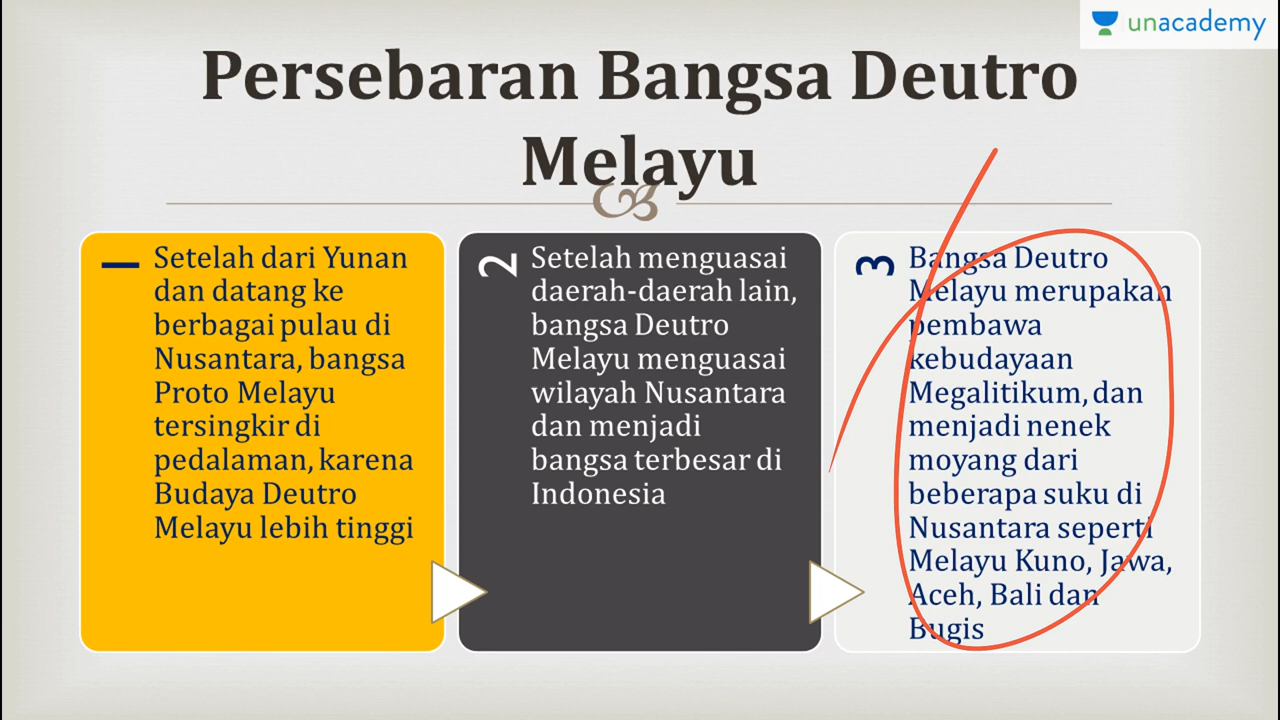 unacademy
Persebaran Bangsa Deutro
Melayu
1
Setelah dari Yunan
dan datang ke
berbagai pulau di
Nusantara, bangsa
Proto Melayu
tersingkir di
pedalaman, karena
Budaya Deutro
Melayu lebih tinggi
2
Setelah menguasai
daerah-daerah lain,
bangsa Deutro
Melayu menguasai
wilayah Nusantara
dan menjadi
bangsa terbesar di
Indonesia
3
Bangsa Deutro
Melayu merupakan
pembawa
kebudayaan
Megalitikum, dan
menjadi nenek
moyang dari
beberapa suku di
Nusantara seperti
Melayu Kuno, Jawa,
Aceh, Bali dan
Bugis